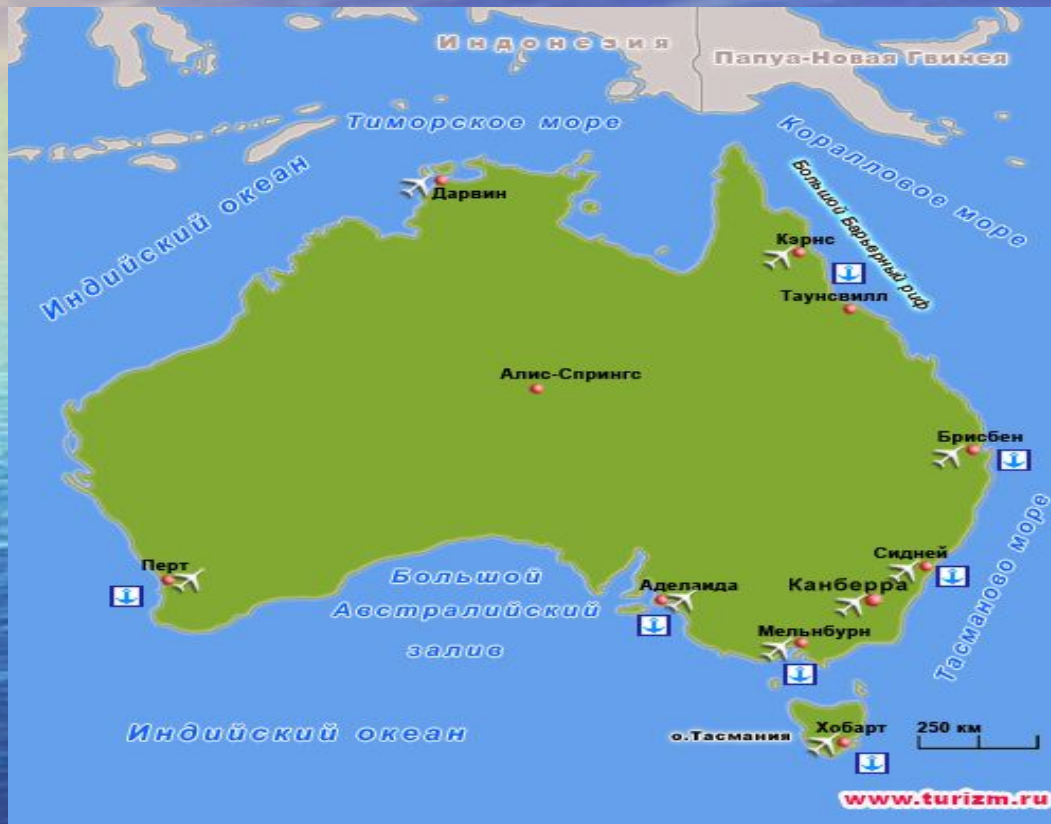 Индонезия
Папуа-Новая Гвинея
Тиморское море
Коралловое море
Индийский океан
Большой Барьерный риф
Дарвин
Кэрнс
Таунсвилл
Алис-Спрингс
Брисбен
Перт
Большой
Австралийский
залив
Аделаида
Сидней
Канберра
Мельнбурн
Тасманово море
Индийский океан
о.Тасмания
Хобарт
250 км
www.turizm.ru